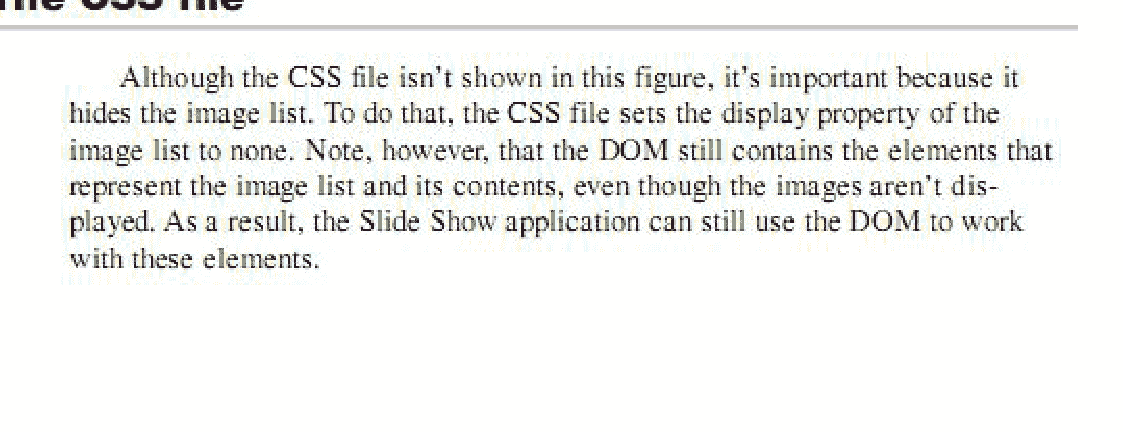 Although the CSS file isn't shown in this figure, it's important because it
hides the image list. To do that, the CSS file sets the display property of the
image list to none. Note, however, that the DOM still contains the elements that
represent the image list and its contents, even though the images aren't dis-
played. As a result, the Slide Show application can still use the DOM to work
with these elements.